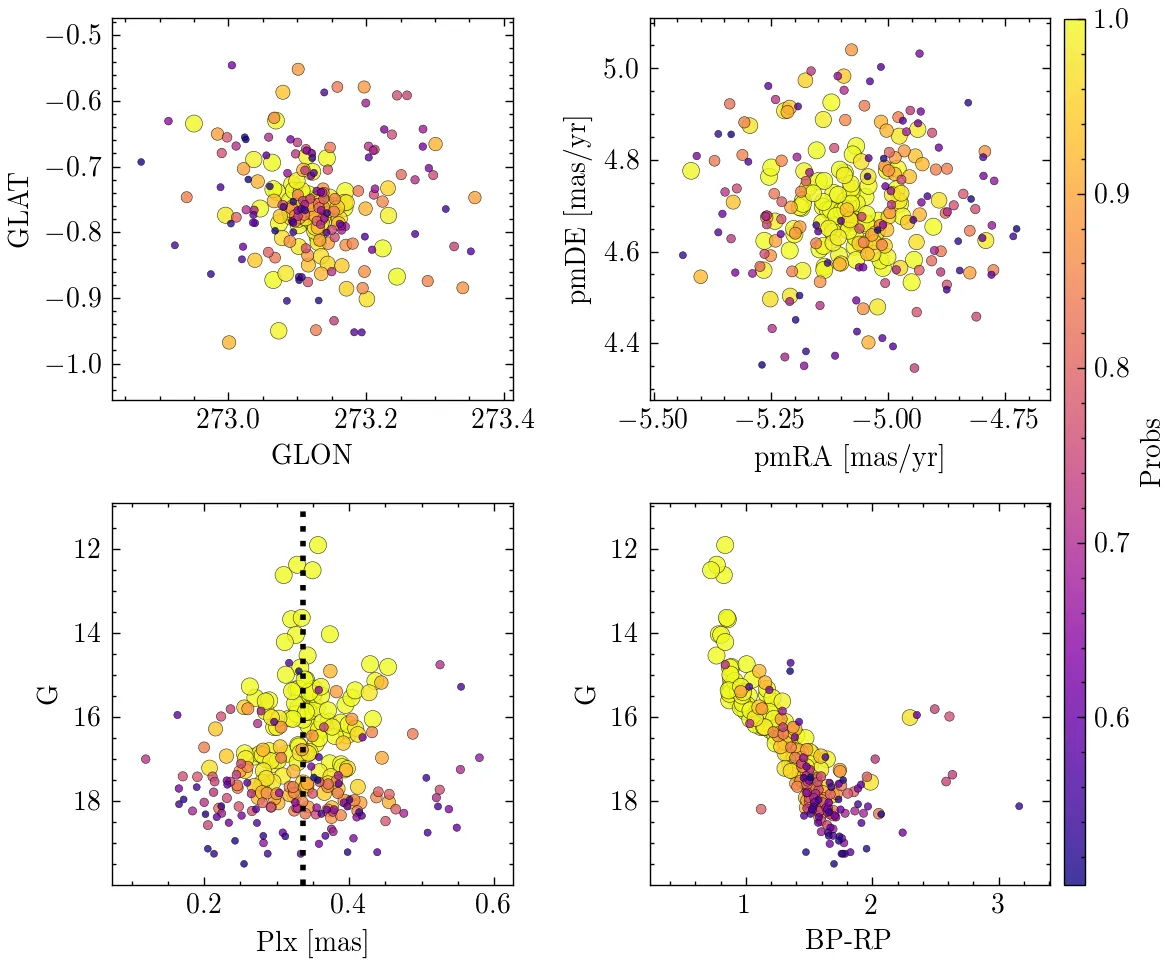 −0.5
−0.6
−0.7
−0.8
−0.9
−1.0
GLAT
273.0 273.2 273.4
GLON
5.0
4.8
4.6
4.4
pmDE [mas/yr]
−5.50 −5.25 −5.00 −4.75
pmRA [mas/yr]
1.0
0.9
0.8
0.7
0.6
Probs
12
14
16
18
G
0.2 0.4 0.6
Plx [mas]
12
14
16
18
G
1 2 3
BP-RP